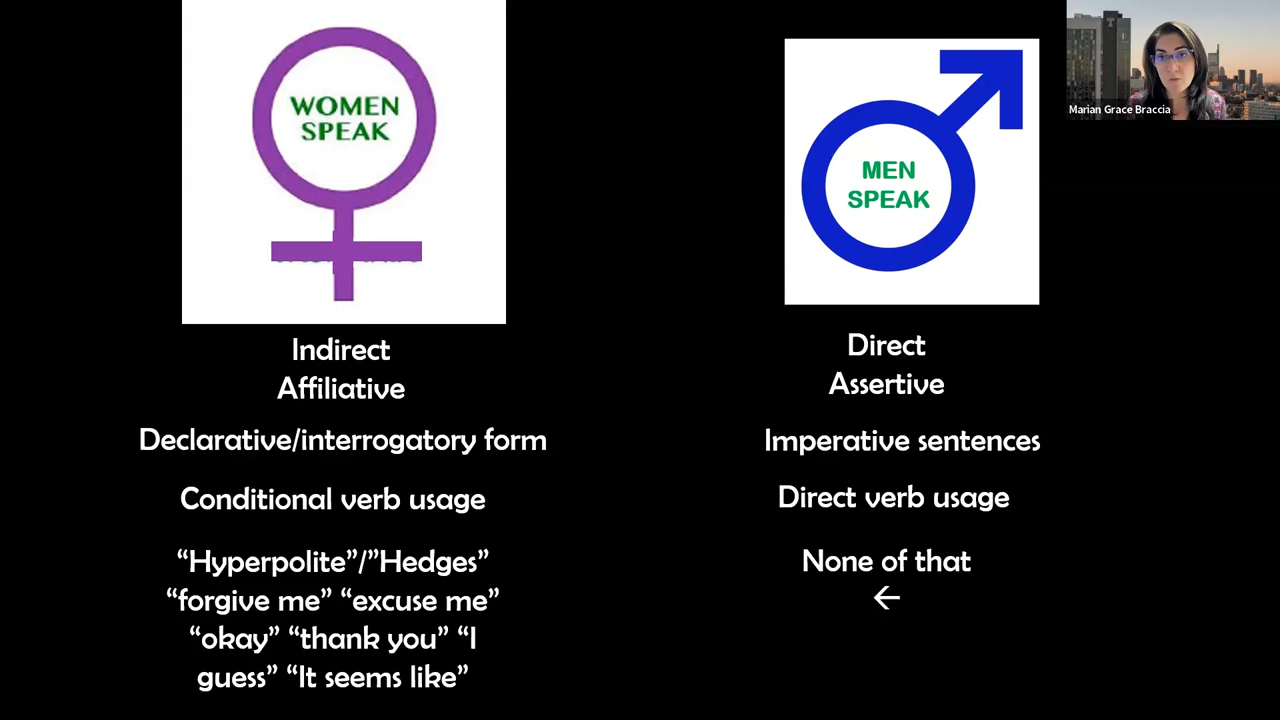 WOMEN
SPEAK
Indirect
Affiliative
Declarative/interrogatory form
Conditional verb usage
“Hyperpolite”/”Hedges”
“forgive me” “excuse me”
“okay” “thank you” “I
guess” “It seems like”
MEN
SPEAK
Direct
Assertive
Imperative sentences
Direct verb usage
None of that
←
Marian Grace Braccia